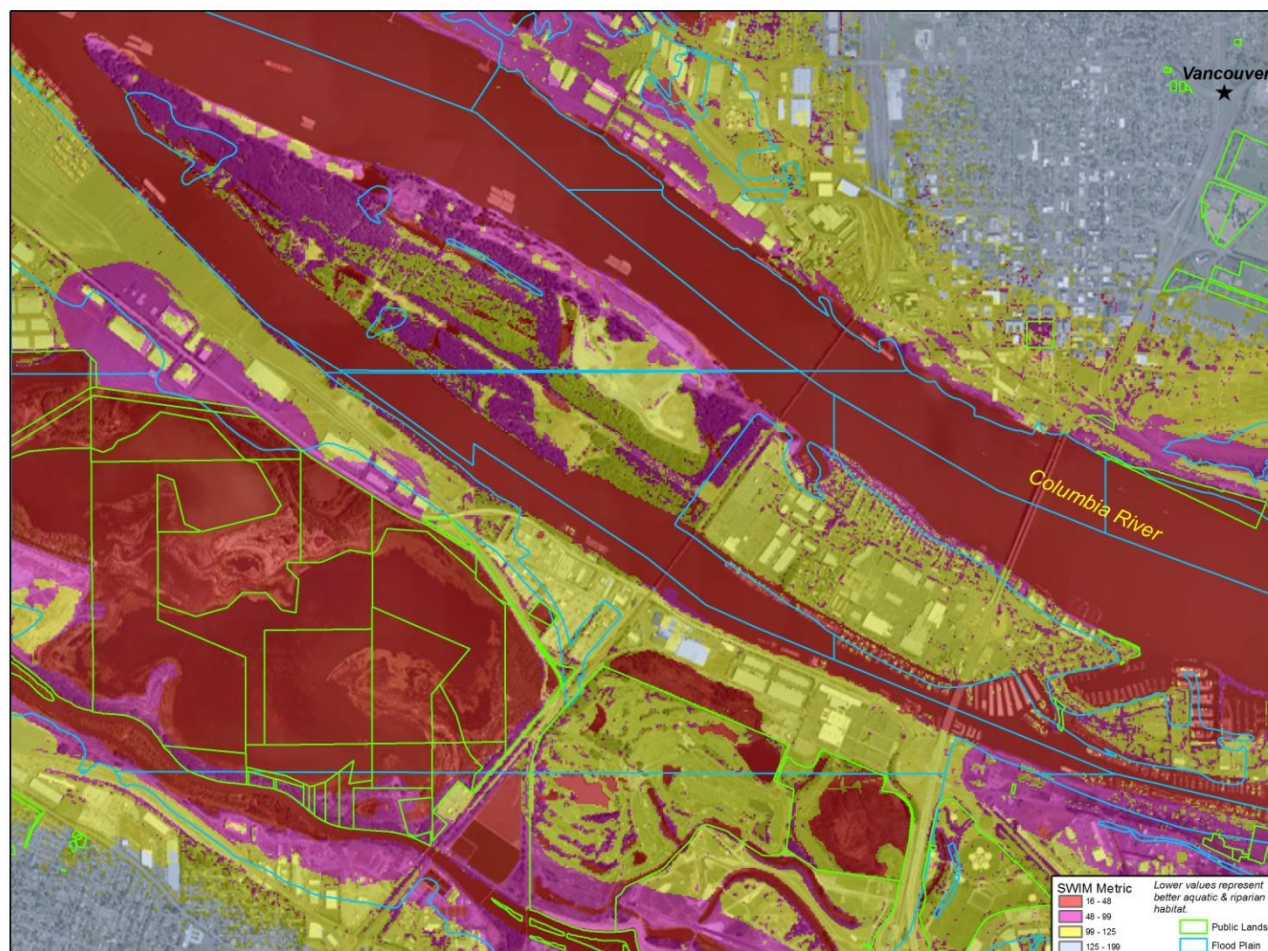 Vancouver
Columbia River
SWIM Metric
16 - 48
48 - 99
99 - 125
125 - 199
Lower values represent
better aquatic & riparian
habitat.
Public Lands
Flood Plain